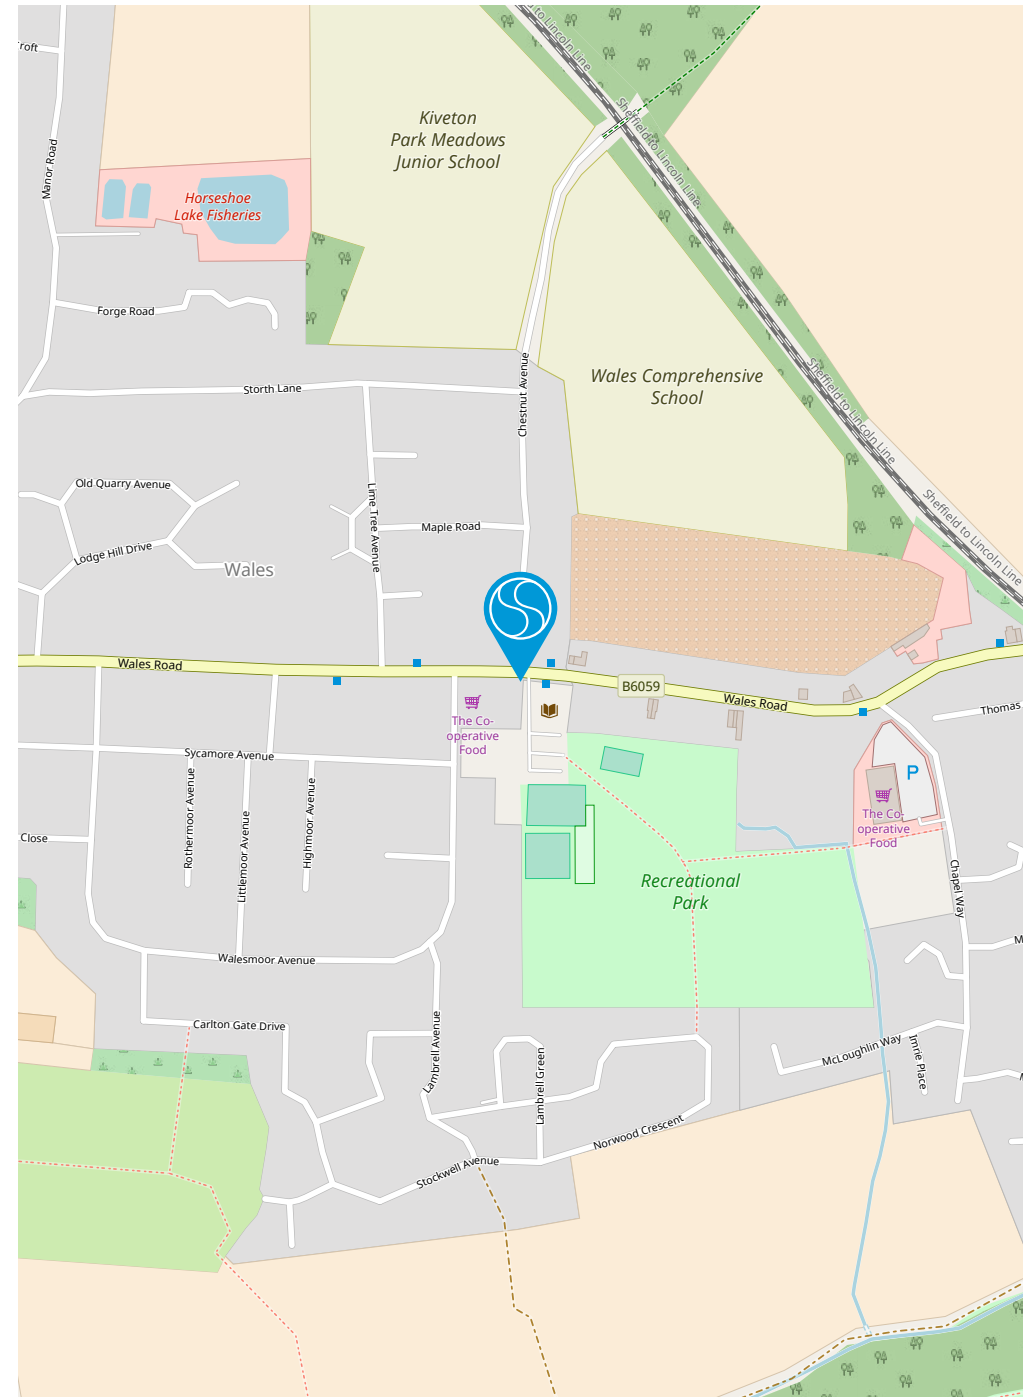 to Lincoln Line
Kiveton
Park Meadows
Junior School
Sheffield to Lincoln Line
Manor Road
Horseshoe
Lake Fisheries
Forge Road
Storth Lane
Chestnut Avenue
Wales Comprehensive
School
Sheffield to Lincoln Line
Sheffield to Lincoln Line
Old Quarry Avenue
Lime Tree Avenue
Maple Road
Lodge Hill Drive
Wales
Wales Road
B6059
Wales Road
Thomas
The Co-
operative
Food
Sycamore Avenue
P
The Co-
operative
Food
Rothermoor Avenue
Littlemoor Avenue
Highmoor Avenue
Close
Recreational
Park
Chapel Way
Walesmoor Avenue
Carlton Gate Drive
Lambrell Avenue
Lambrell Green
McLoughlin Way
Imrie Place
Norwood Crescent
Stockwell Avenue